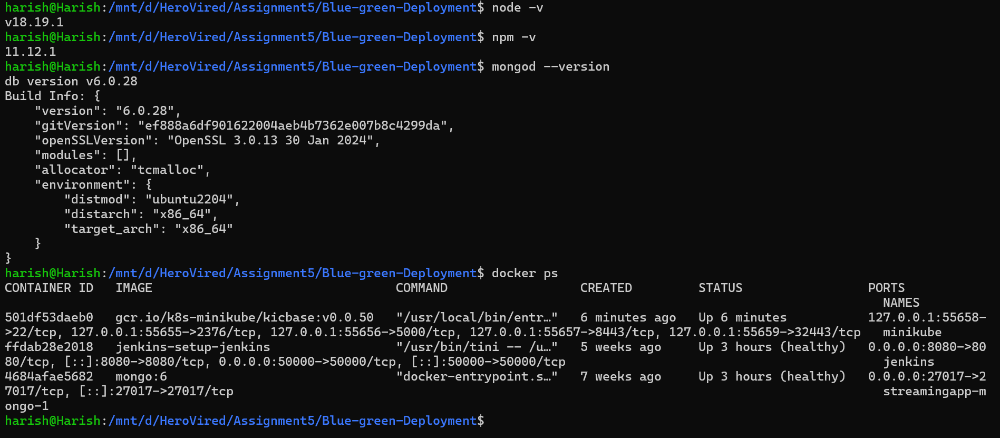 harish@Harish:/mnt/d/HeroVired/Assignment5/Blue-green-Deployment$ node -v
v18.19.1
harish@Harish:/mnt/d/HeroVired/Assignment5/Blue-green-Deployment$ npm -v
11.12.1
harish@Harish:/mnt/d/HeroVired/Assignment5/Blue-green-Deployment$ mongod --version
db version v6.0.28
Build Info: {
    "version": "6.0.28",
    "gitVersion": "ef888a6df901622004aeb4b7362e007b8c4299da",
    "openSSLVersion": "OpenSSL 3.0.13 30 Jan 2024",
    "modules": [],
    "allocator": "tcmalloc",
    "environment": {
        "distmod": "ubuntu2204",
        "distarch": "x86_64",
        "target_arch": "x86_64"
    }
}
harish@Harish:/mnt/d/HeroVired/Assignment5/Blue-green-Deployment$ docker ps
CONTAINER ID   IMAGE                                 COMMAND                  CREATED         STATUS                 PORTS
                                                                                                                       NAMES
501df53daeb0   gcr.io/k8s-minikube/kicbase:v0.0.50   "/usr/local/bin/entr…"   6 minutes ago   Up 6 minutes           127.0.0.1:55658-
>22/tcp, 127.0.0.1:55655->2376/tcp, 127.0.0.1:55656->5000/tcp, 127.0.0.1:55657->8443/tcp, 127.0.0.1:55659->32443/tcp   minikube
ffdab28e2018   jenkins-setup-jenkins                 "/usr/bin/tini -- /u…"   5 weeks ago     Up 3 hours (healthy)   0.0.0.0:8080->80
80/tcp, [::]:8080->8080/tcp, 0.0.0.0:50000->50000/tcp, [::]:50000->50000/tcp                                           jenkins
4684afae5682   mongo:6                               "docker-entrypoint.s…"   7 weeks ago     Up 3 hours (healthy)   0.0.0.0:27017->2
7017/tcp, [::]:27017->27017/tcp                                                                                        streamingapp-m
ongo-1
harish@Harish:/mnt/d/HeroVired/Assignment5/Blue-green-Deployment$